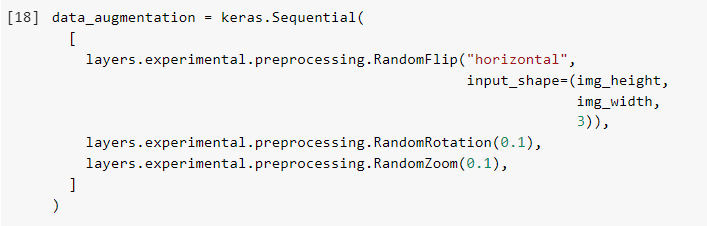 [18] data_augmentation = keras.Sequential(
[
layers.experimental.preprocessing.RandomFlip("horizontal",
input_shape=(img_height,
img_width,
3)),
layers.experimental.preprocessing.RandomRotation(0.1),
layers.experimental.preprocessing.RandomZoom(0.1),
]
)